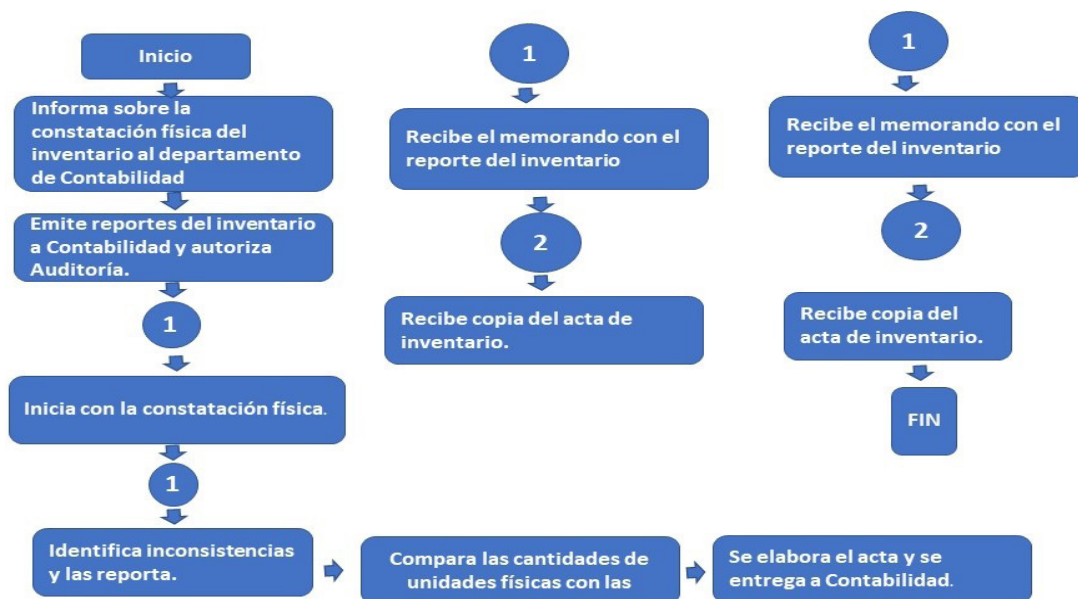 Inicio
Informa sobre la
constatación física del
inventario al departamento
de Contabilidad
Emite reportes del inventario
a Contabilidad y autoriza
Auditoría.
1
Inicia con la constatación física.
1
Identifica inconsistencias
y las reporta.
Compara las cantidades de
unidades físicas con las
Se elabora el acta y se
entrega a Contabilidad.
1
Recibe el memorando con el
reporte del inventario
2
Recibe copia del acta de
inventario.
1
Recibe el memorando con el
reporte del inventario
2
Recibe copia del
acta de inventario.
FIN